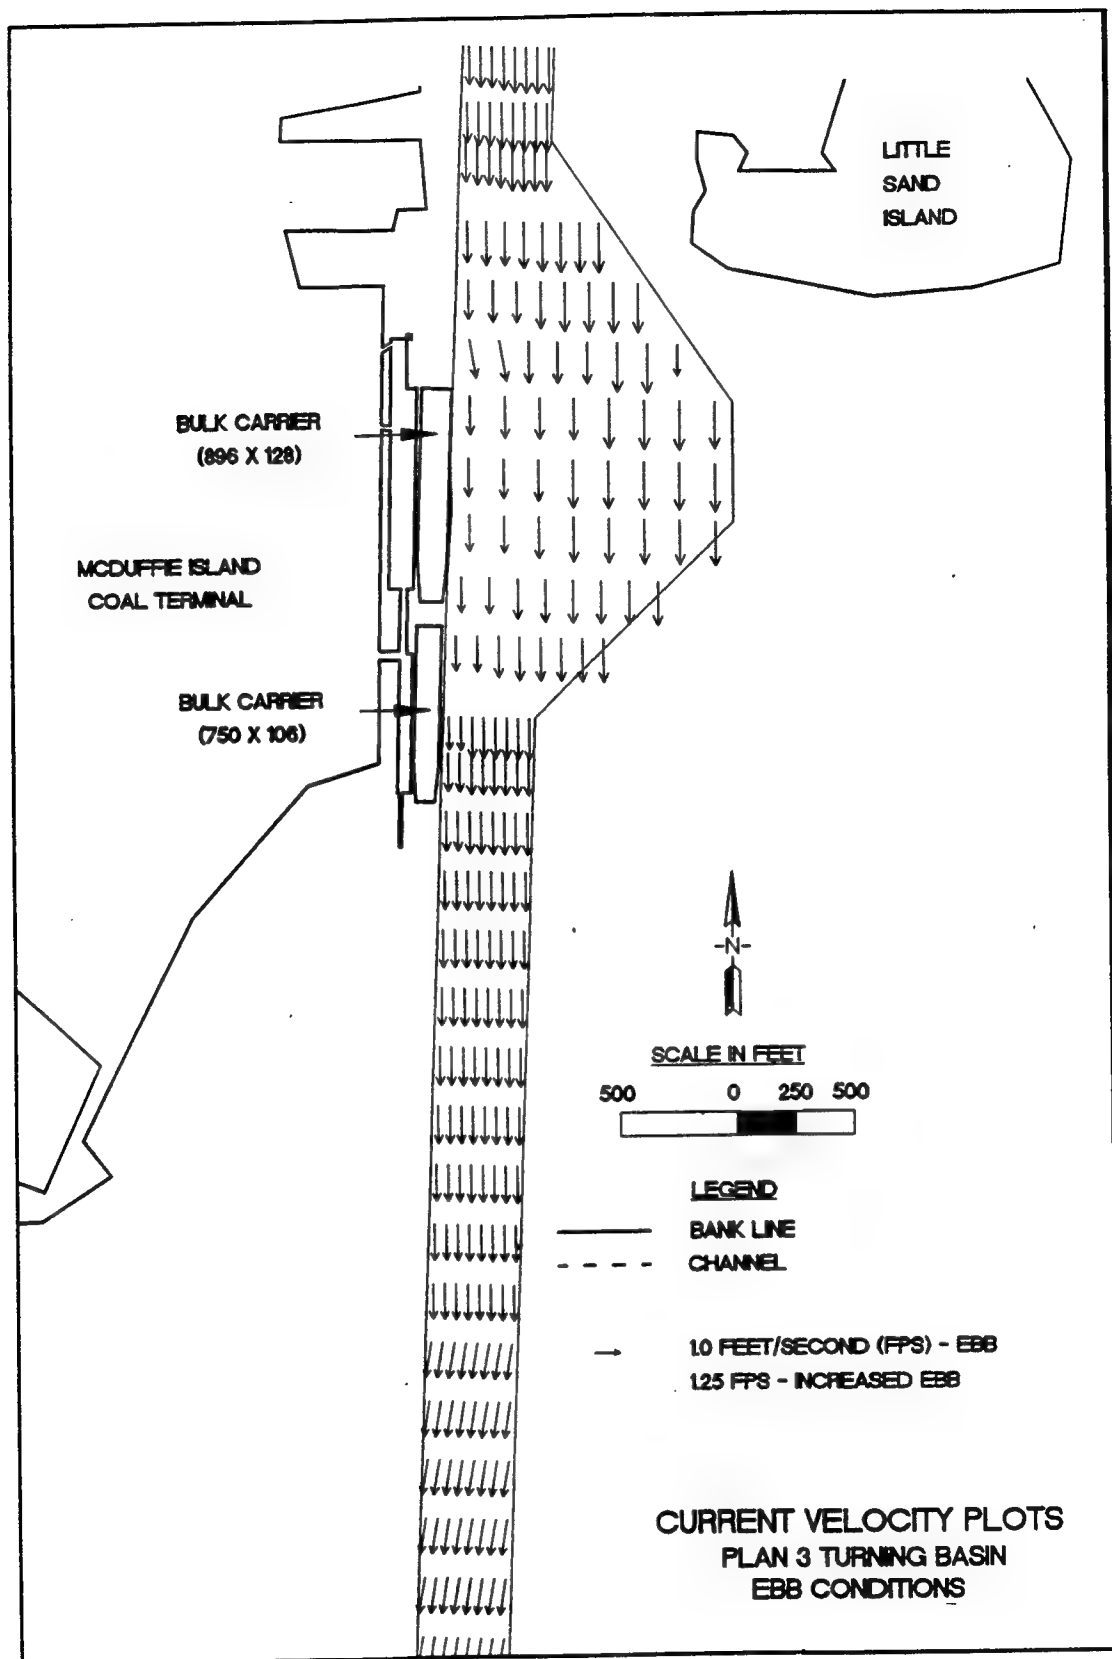 LITTLE
SAND
ISLAND
BULK CARRIER
(896 X 128)
MCDUFFIE ISLAND
COAL TERMINAL
BULK CARRIER
(750 X 106)
-N-
SCALE IN FEET
500 0 250 500
LEGEND
BANK LINE
CHANNEL
1.0 FEET/SECOND (FPS) - EBB
1.25 FPS - INCREASED EBB
CURRENT VELOCITY PLOTS
PLAN 3 TURNING BASIN
EBB CONDITIONS